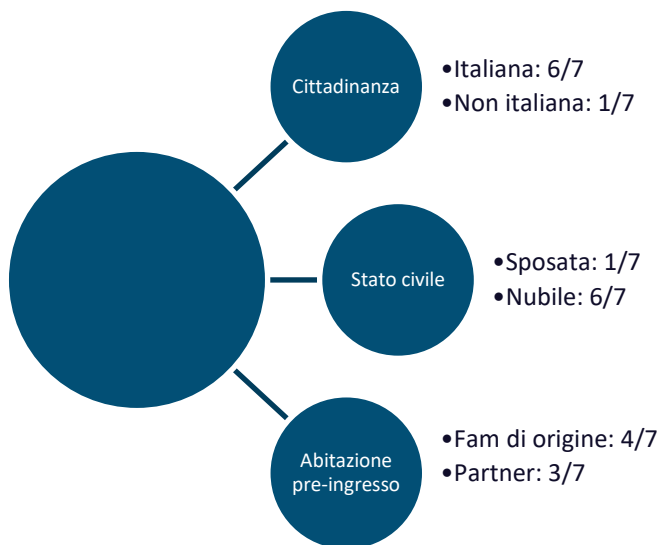 Cittadinanza
•Italiana: 6/7
•Non italiana: 1/7
Stato civile
•Sposata: 1/7
•Nubile: 6/7
Abitazione
pre-ingresso
•Fam di origine: 4/7
•Partner: 3/7